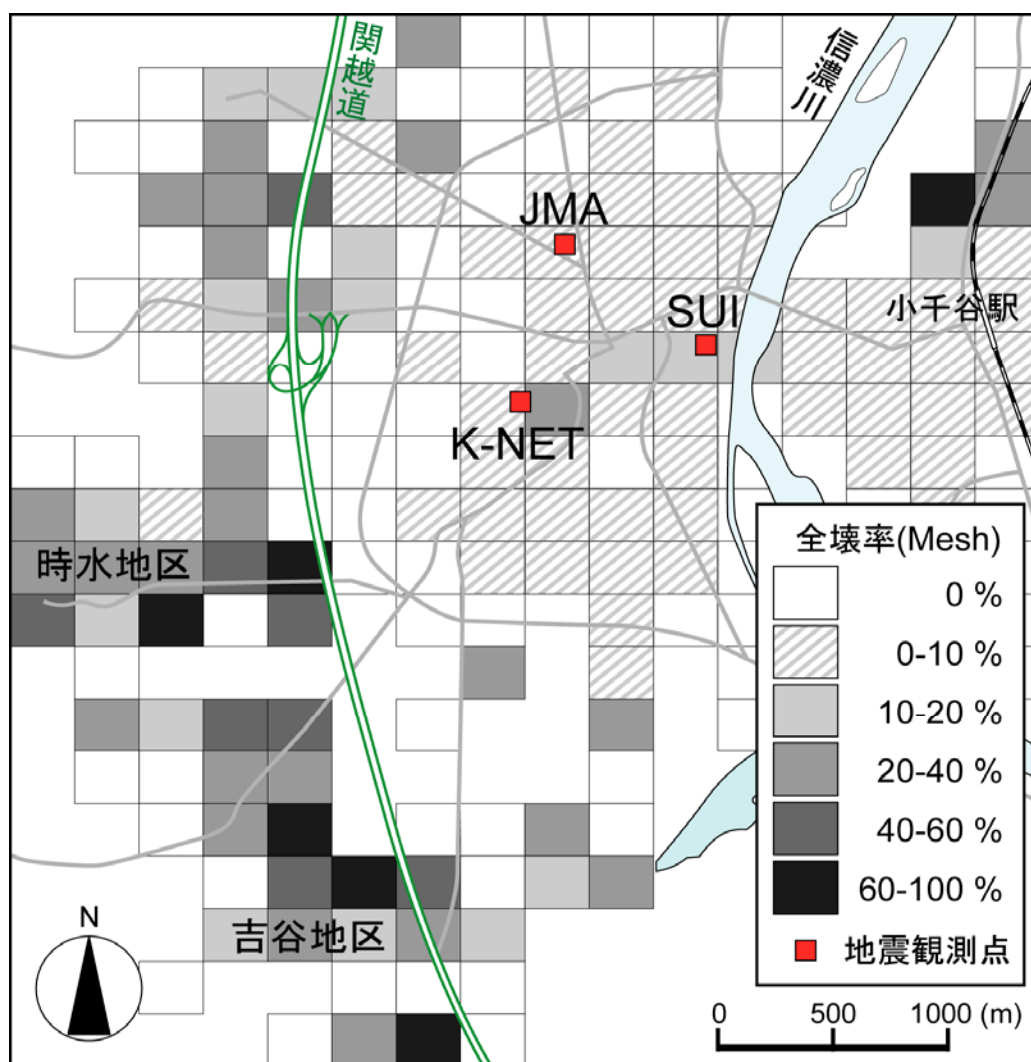 関越道
信濃川
JMA
SUI
小千谷駅
K-NET
時水地区
吉谷地区
N
全壊率(Mesh)
0 %
0-10 %
10-20 %
20-40 %
40-60 %
60-100 %
地震観測点
0 500 1000 (m)